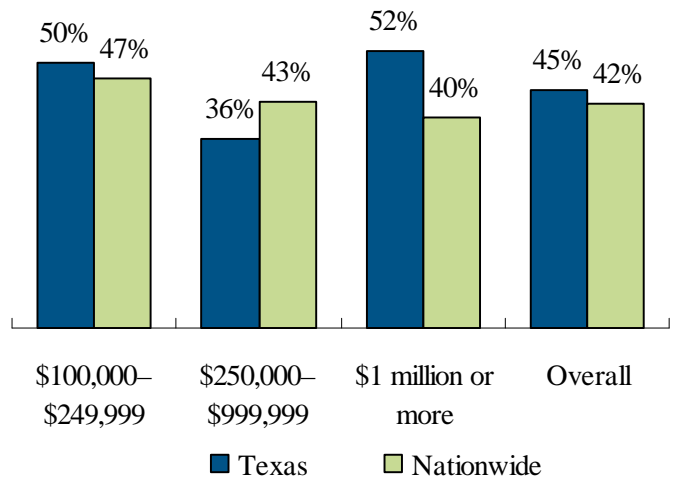 50%
47%
36%
43%
52%
40%
45%
42%
$100,000–
$249,999
$250,000–
$999,999
$1 million or
more
Overall
Texas
Nationwide